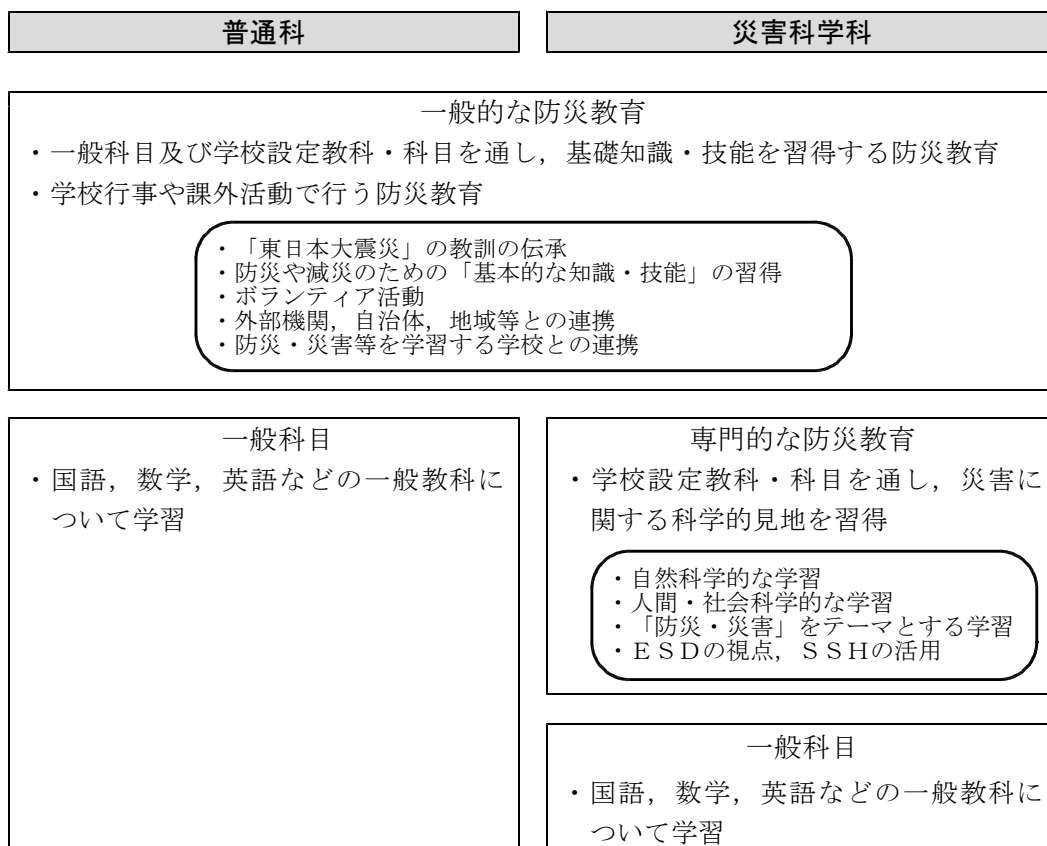 普通科
災害科学科
一般的な防災教育
・一般科目及び学校設定教科・科目を通し，基礎知識・技能を習得する防災教育
・学校行事や課外活動で行う防災教育
・「東日本大震災」の教訓の伝承
・防災や減災のための「基本的な知識・技能」の習得
・ボランティア活動
・外部機関，自治体，地域等との連携
・防災・災害等を学習する学校との連携
一般科目
・国語，数学，英語などの一般教科に
ついて学習
専門的な防災教育
・学校設定教科・科目を通し，災害に
関する科学的見地を習得
・自然科学的な学習
・人間・社会科学的な学習
・「防災・災害」をテーマとする学習
・ＥＳＤの視点，ＳＳＨの活用
一般科目
・国語，数学，英語などの一般教科に
ついて学習